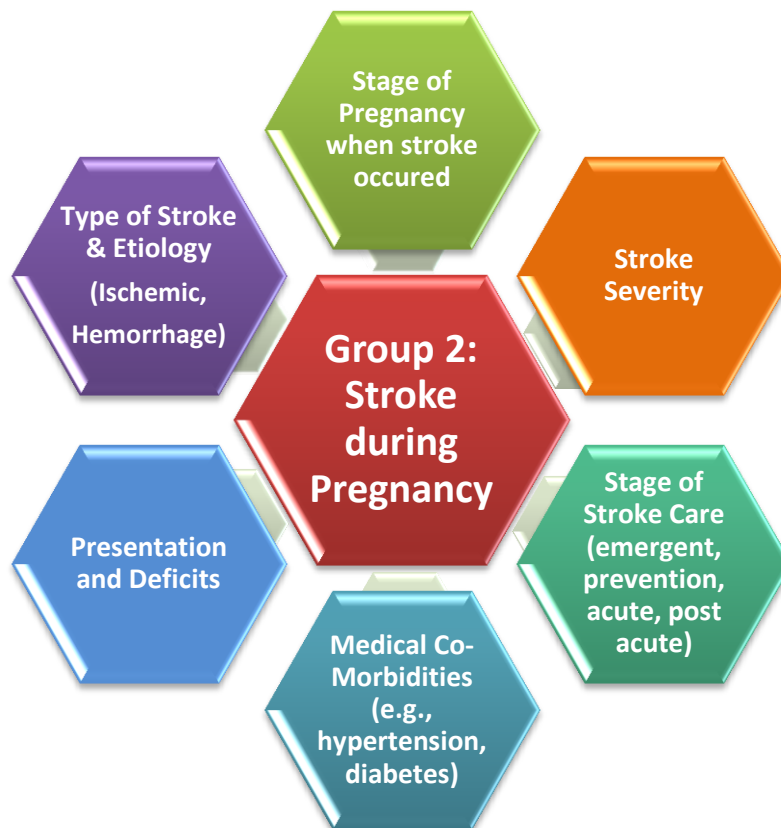 Stage of
Pregnancy
when stroke
occured
Type of Stroke
& Etiology
(Ischemic,
Hemorrhage)
Stroke
Severity
Group 2:
Stroke
during
Pregnancy
Presentation
and Deficits
Stage of
Stroke Care
(emergent,
prevention,
acute, post
acute)
Medical Co-
Morbidities
(e.g.,
hypertension,
diabetes)